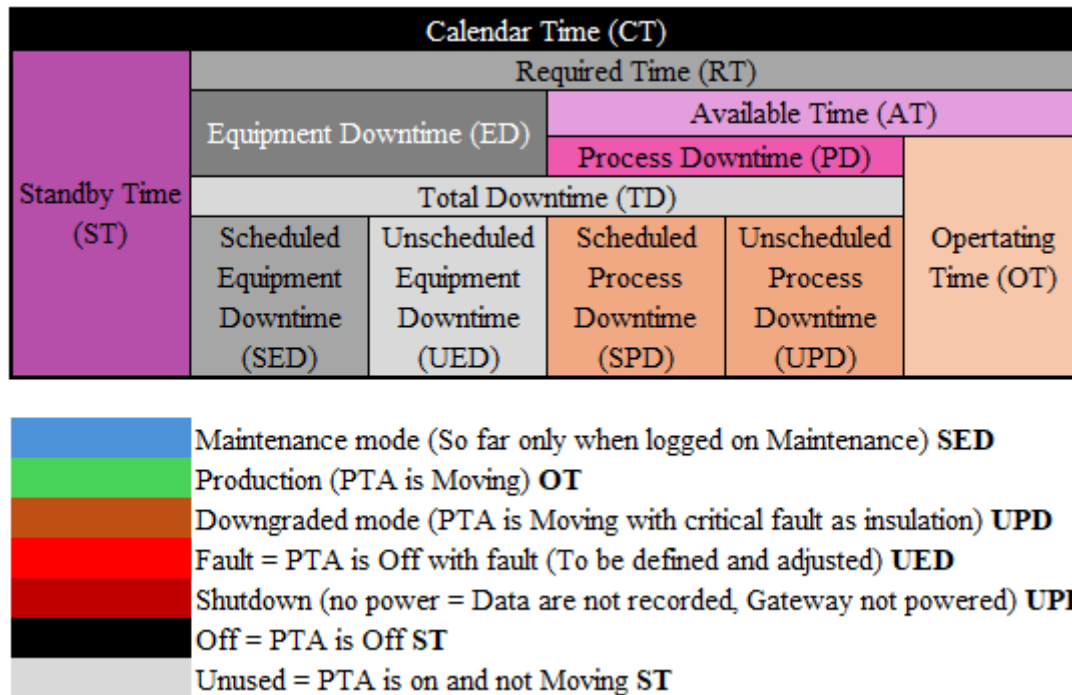 Calendar Time (CT)
Required Time (RT)
Available Time (AT)
Equipment Downtime (ED)
Process Downtime (PD)
Standby Time
(ST)
Total Downtime (TD)
Scheduled
Equipment
Downtime
(SED)
Unscheduled
Equipment
Downtime
(UED)
Scheduled
Process
Downtime
(SPD)
Unscheduled
Process
Downtime
(UPD)
Opertating
Time (OT)
Maintenance mode (So far only when logged on Maintenance) SED
Production (PTA is Moving) OT
Downgraded mode (PTA is Moving with critical fault as insulation) UPD
Fault = PTA is Off with fault (To be defined and adjusted) UED
Shutdown (no power = Data are not recorded, Gateway not powered)
Off = PTA is Off ST
Unused = PTA is on and not Moving ST